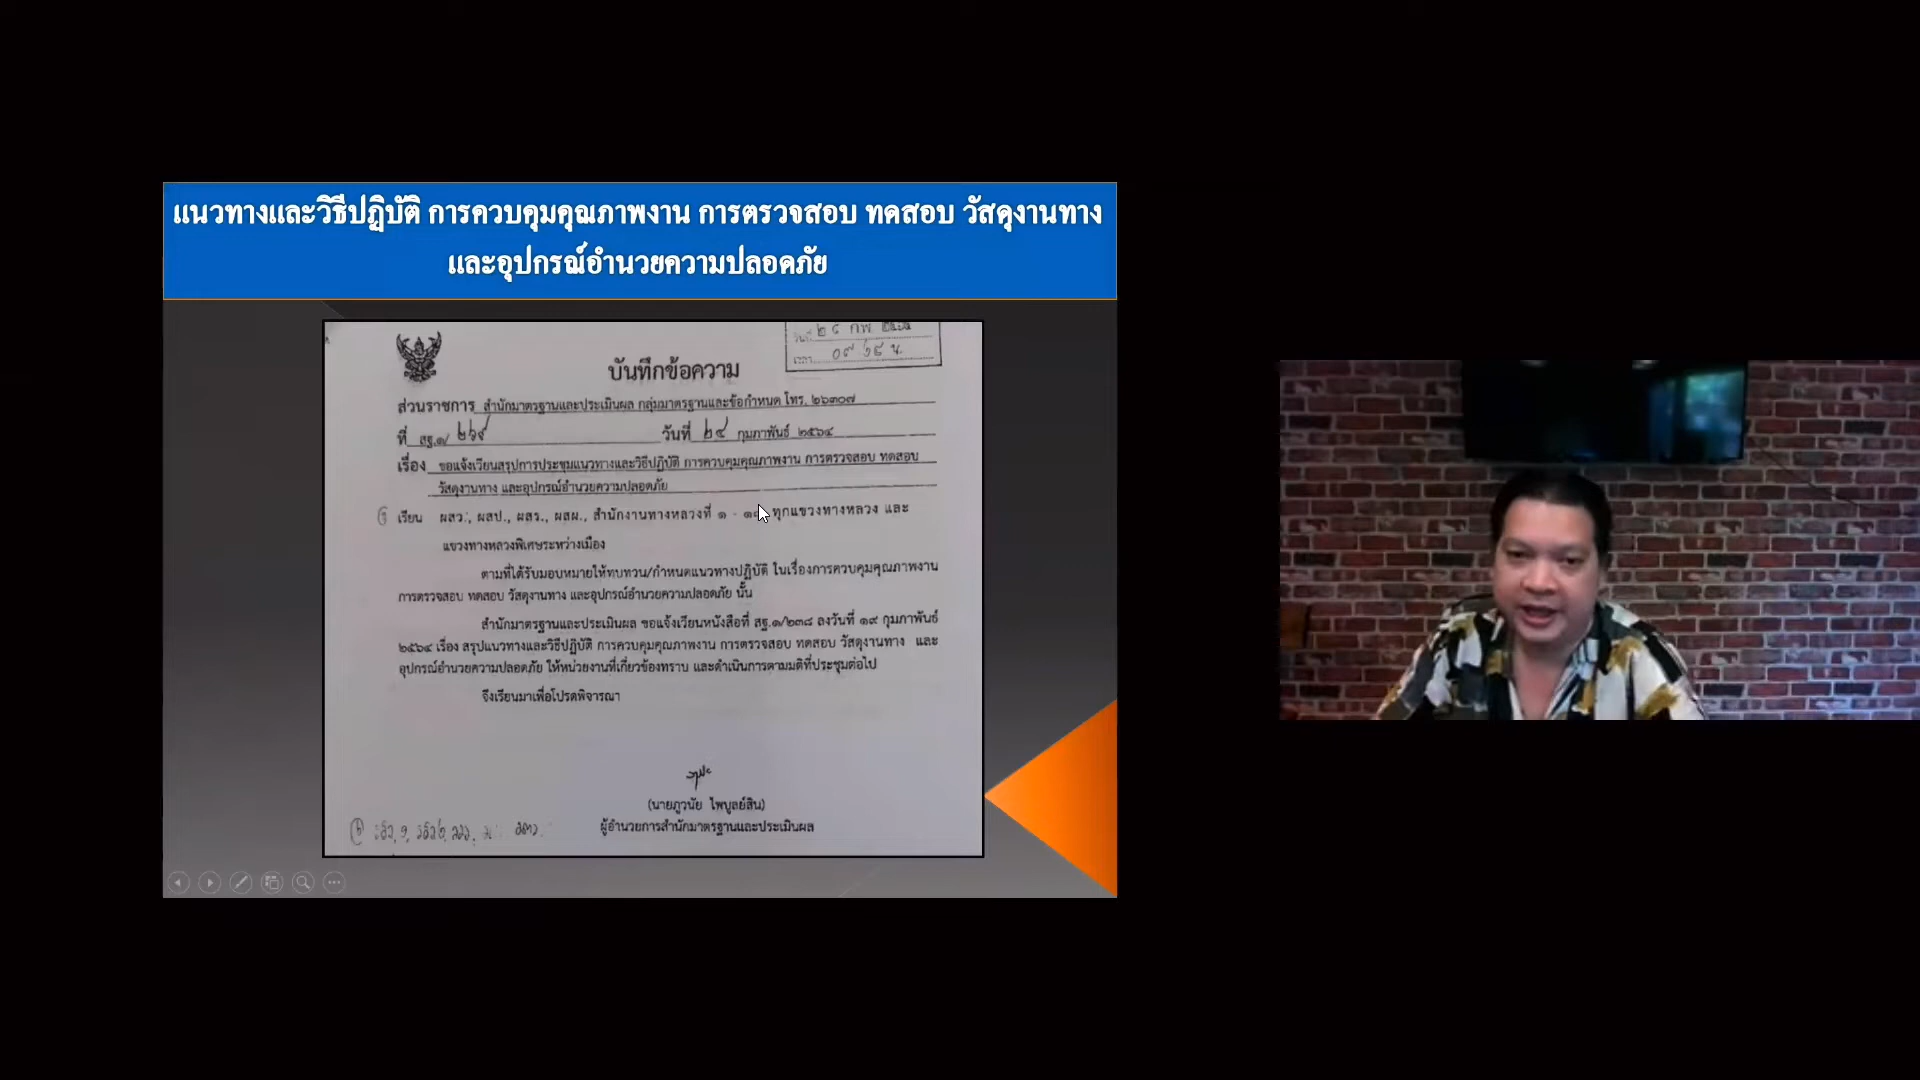 แนวทางและวิธีปฏิบัติ การควบคุมคุณภาพงาน การตรวจสอบ ทดสอบ วัสดุงานทาง
และอุปกรณ์อำนวยความปลอดภัย
วันที่
เวลา ๐๙ น.
บันทึกข้อความ
ส่วนราชการ สำนักมาตรฐานและประเมินผล กลุ่มมาตรฐานและข้อกำหนด โทร. ๒๖๓๐๗
ที่ สฐ.๑/๒๖๙ วันที่ ๒๔ กุมภาพันธ์ ๒๕๖๔
เรื่อง ขอแจ้งเวียนสรุปการประชุมแนวทางและวิธีปฏิบัติ การควบคุมคุณภาพงาน การตรวจสอบ ทดสอบ
วัสดุงานทาง และอุปกรณ์อำนวยความปลอดภัย
เรียน ผสว., ผสป., ผสร., ผสผ., สำนักงานทางหลวงที่ ๑ - ทุกแขวงทางหลวง และ
แขวงทางหลวงพิเศษระหว่างเมือง
ตามที่ได้รับมอบหมายให้ทบทวน/กำหนดแนวทางปฏิบัติ ในเรื่องการควบคุมคุณภาพงาน
การตรวจสอบ ทดสอบ วัสดุงานทาง และอุปกรณ์อำนวยความปลอดภัย นั้น
สำนักมาตรฐานและประเมินผล ขอแจ้งเวียนหนังสือที่ สฐ.๑/๒๓๘ ลงวันที่ ๑๙ กุมภาพันธ์
๒๕๖๔ เรื่อง สรุปแนวทางและวิธีปฏิบัติ การควบคุมคุณภาพงาน การตรวจสอบ ทดสอบ วัสดุงานทาง และ
อุปกรณ์อำนวยความปลอดภัย ให้หน่วยงานที่เกี่ยวข้องทราบ และดำเนินการตามมติที่ประชุมต่อไป
จึงเรียนมาเพื่อโปรดพิจารณา
(นายภูวนัย ไพบูลย์สิน)
ผู้อำนวยการสำนักมาตรฐานและประเมินผล